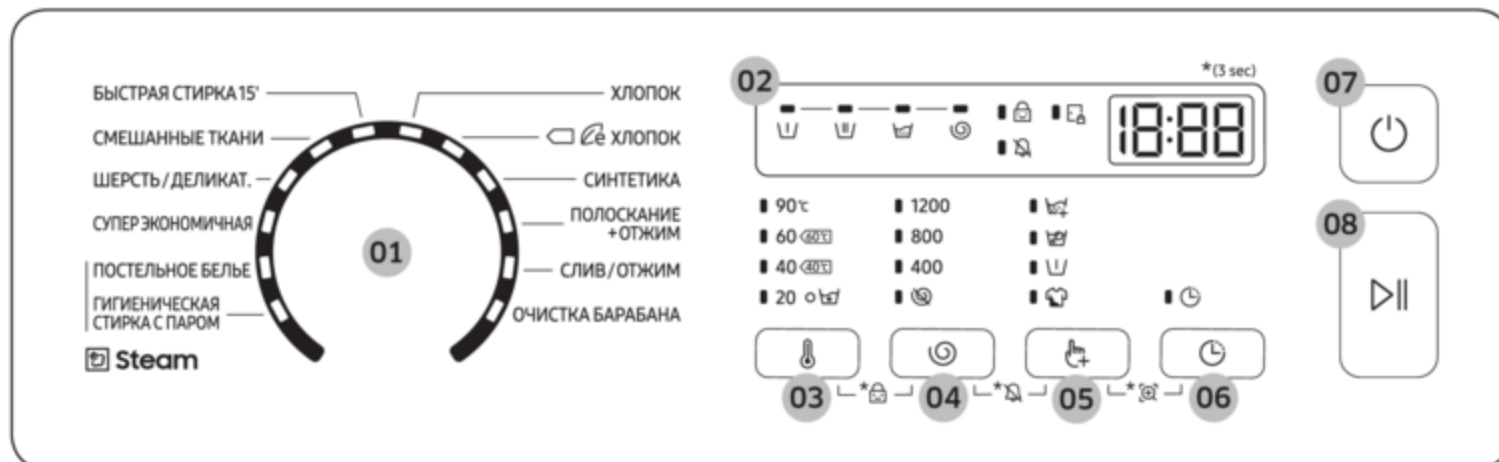 *(3 sec)
02
07
18:88
БЫСТРАЯ СТИРКА 15'
ХЛОПОК
СМЕШАННЫЕ ТКАНИ
e ХЛОПОК
ШЕРСТЬ/ДЕЛИКАТ.
СИНТЕТИКА
СУПЕР ЭКОНОМИЧНАЯ
ПОЛОСКАНИЕ
+ОТЖИМ
01
ПОСТЕЛЬНОЕ БЕЛЬЕ
СЛИВ/ОТЖИМ
ГИГИЕНИЧЕСКАЯ
СТИРКА С ПАРОМ
ОЧИСТКА БАРАБАНА
Steam
90℃
1200
60 60℃
800
40 40℃
400
20
08
03
*
04
*
05
*
06